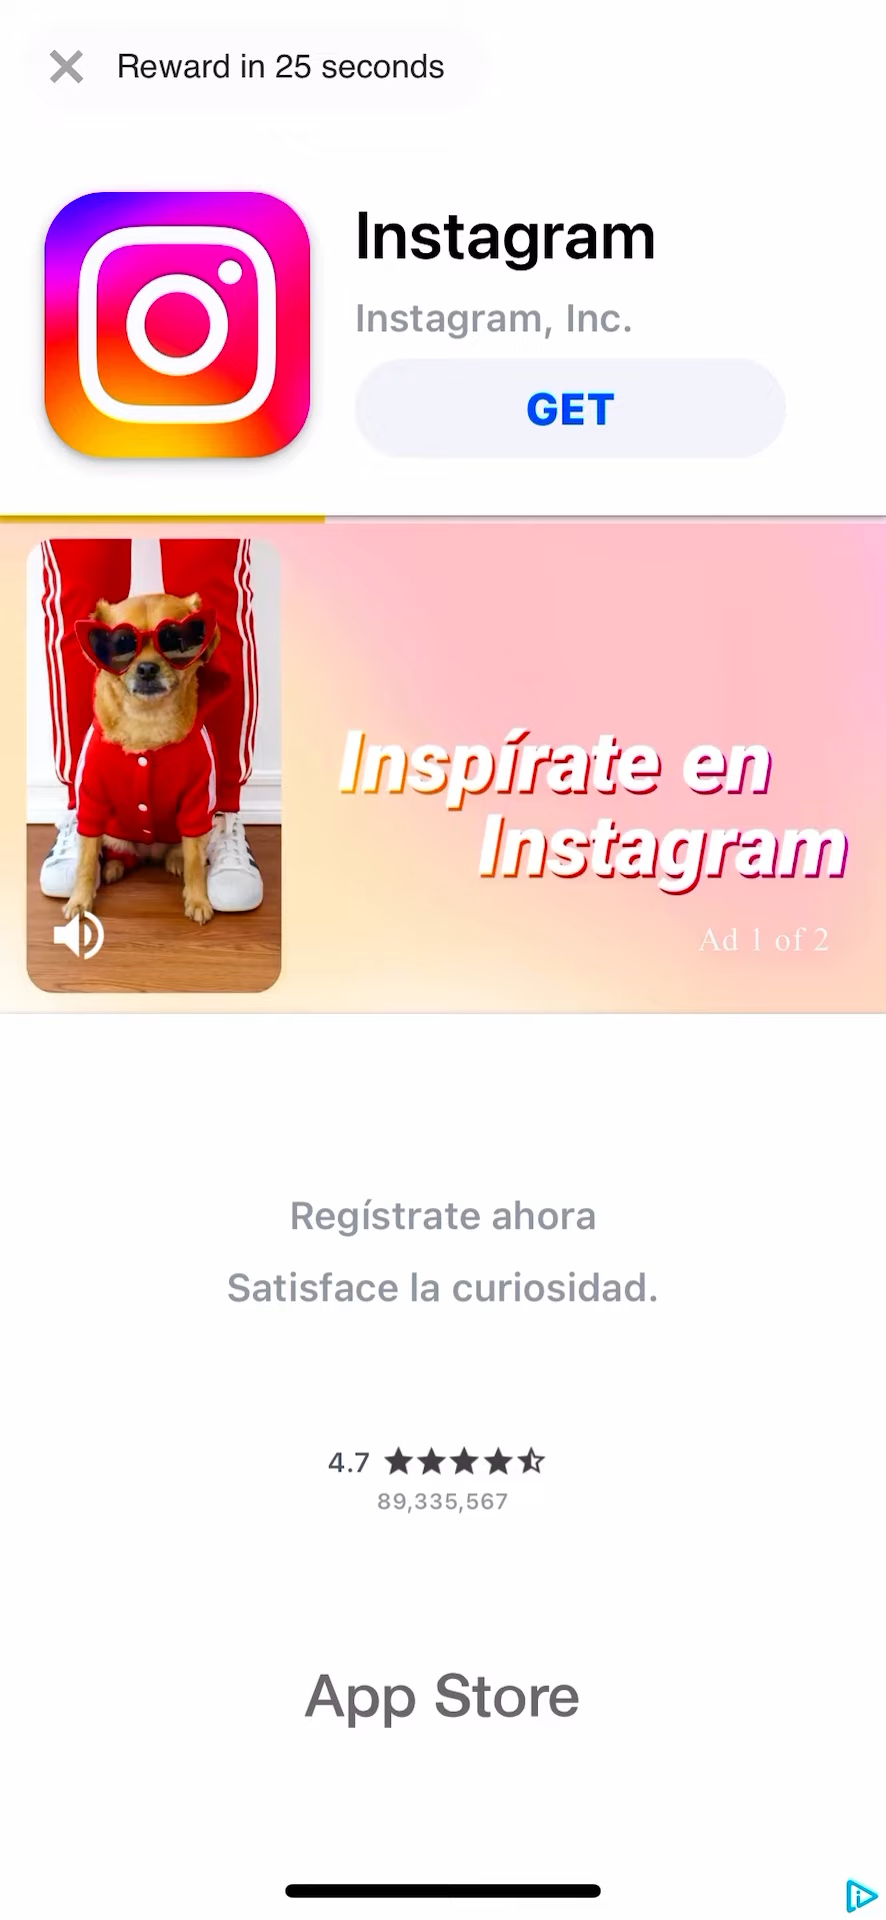 Reward in 25 seconds
Instagram
Instagram, Inc.
GET
Inspírate en
Instagram
Ad 1 of 2
Regístrate ahora
Satisface la curiosidad.
4.7
89,335,567
App Store